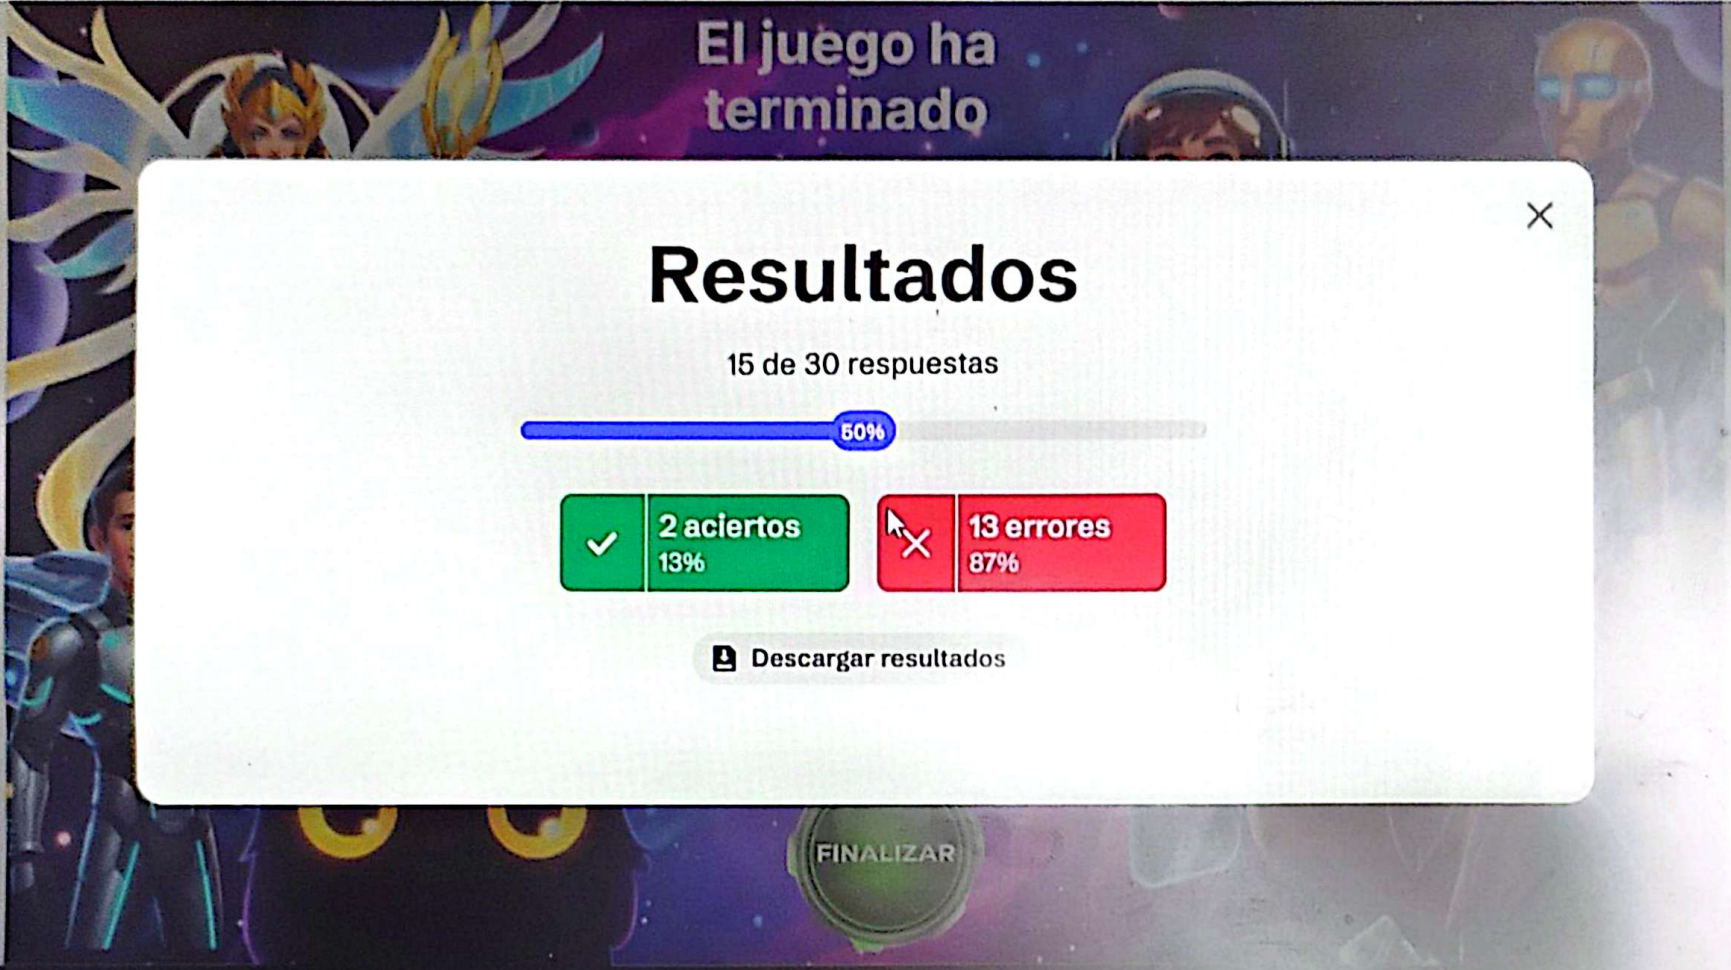 El juego ha
terminado
Resultados
15 de 30 respuestas
50%
2 aciertos
13%
13 errores
87%
Descargar resultados
FINALIZAR